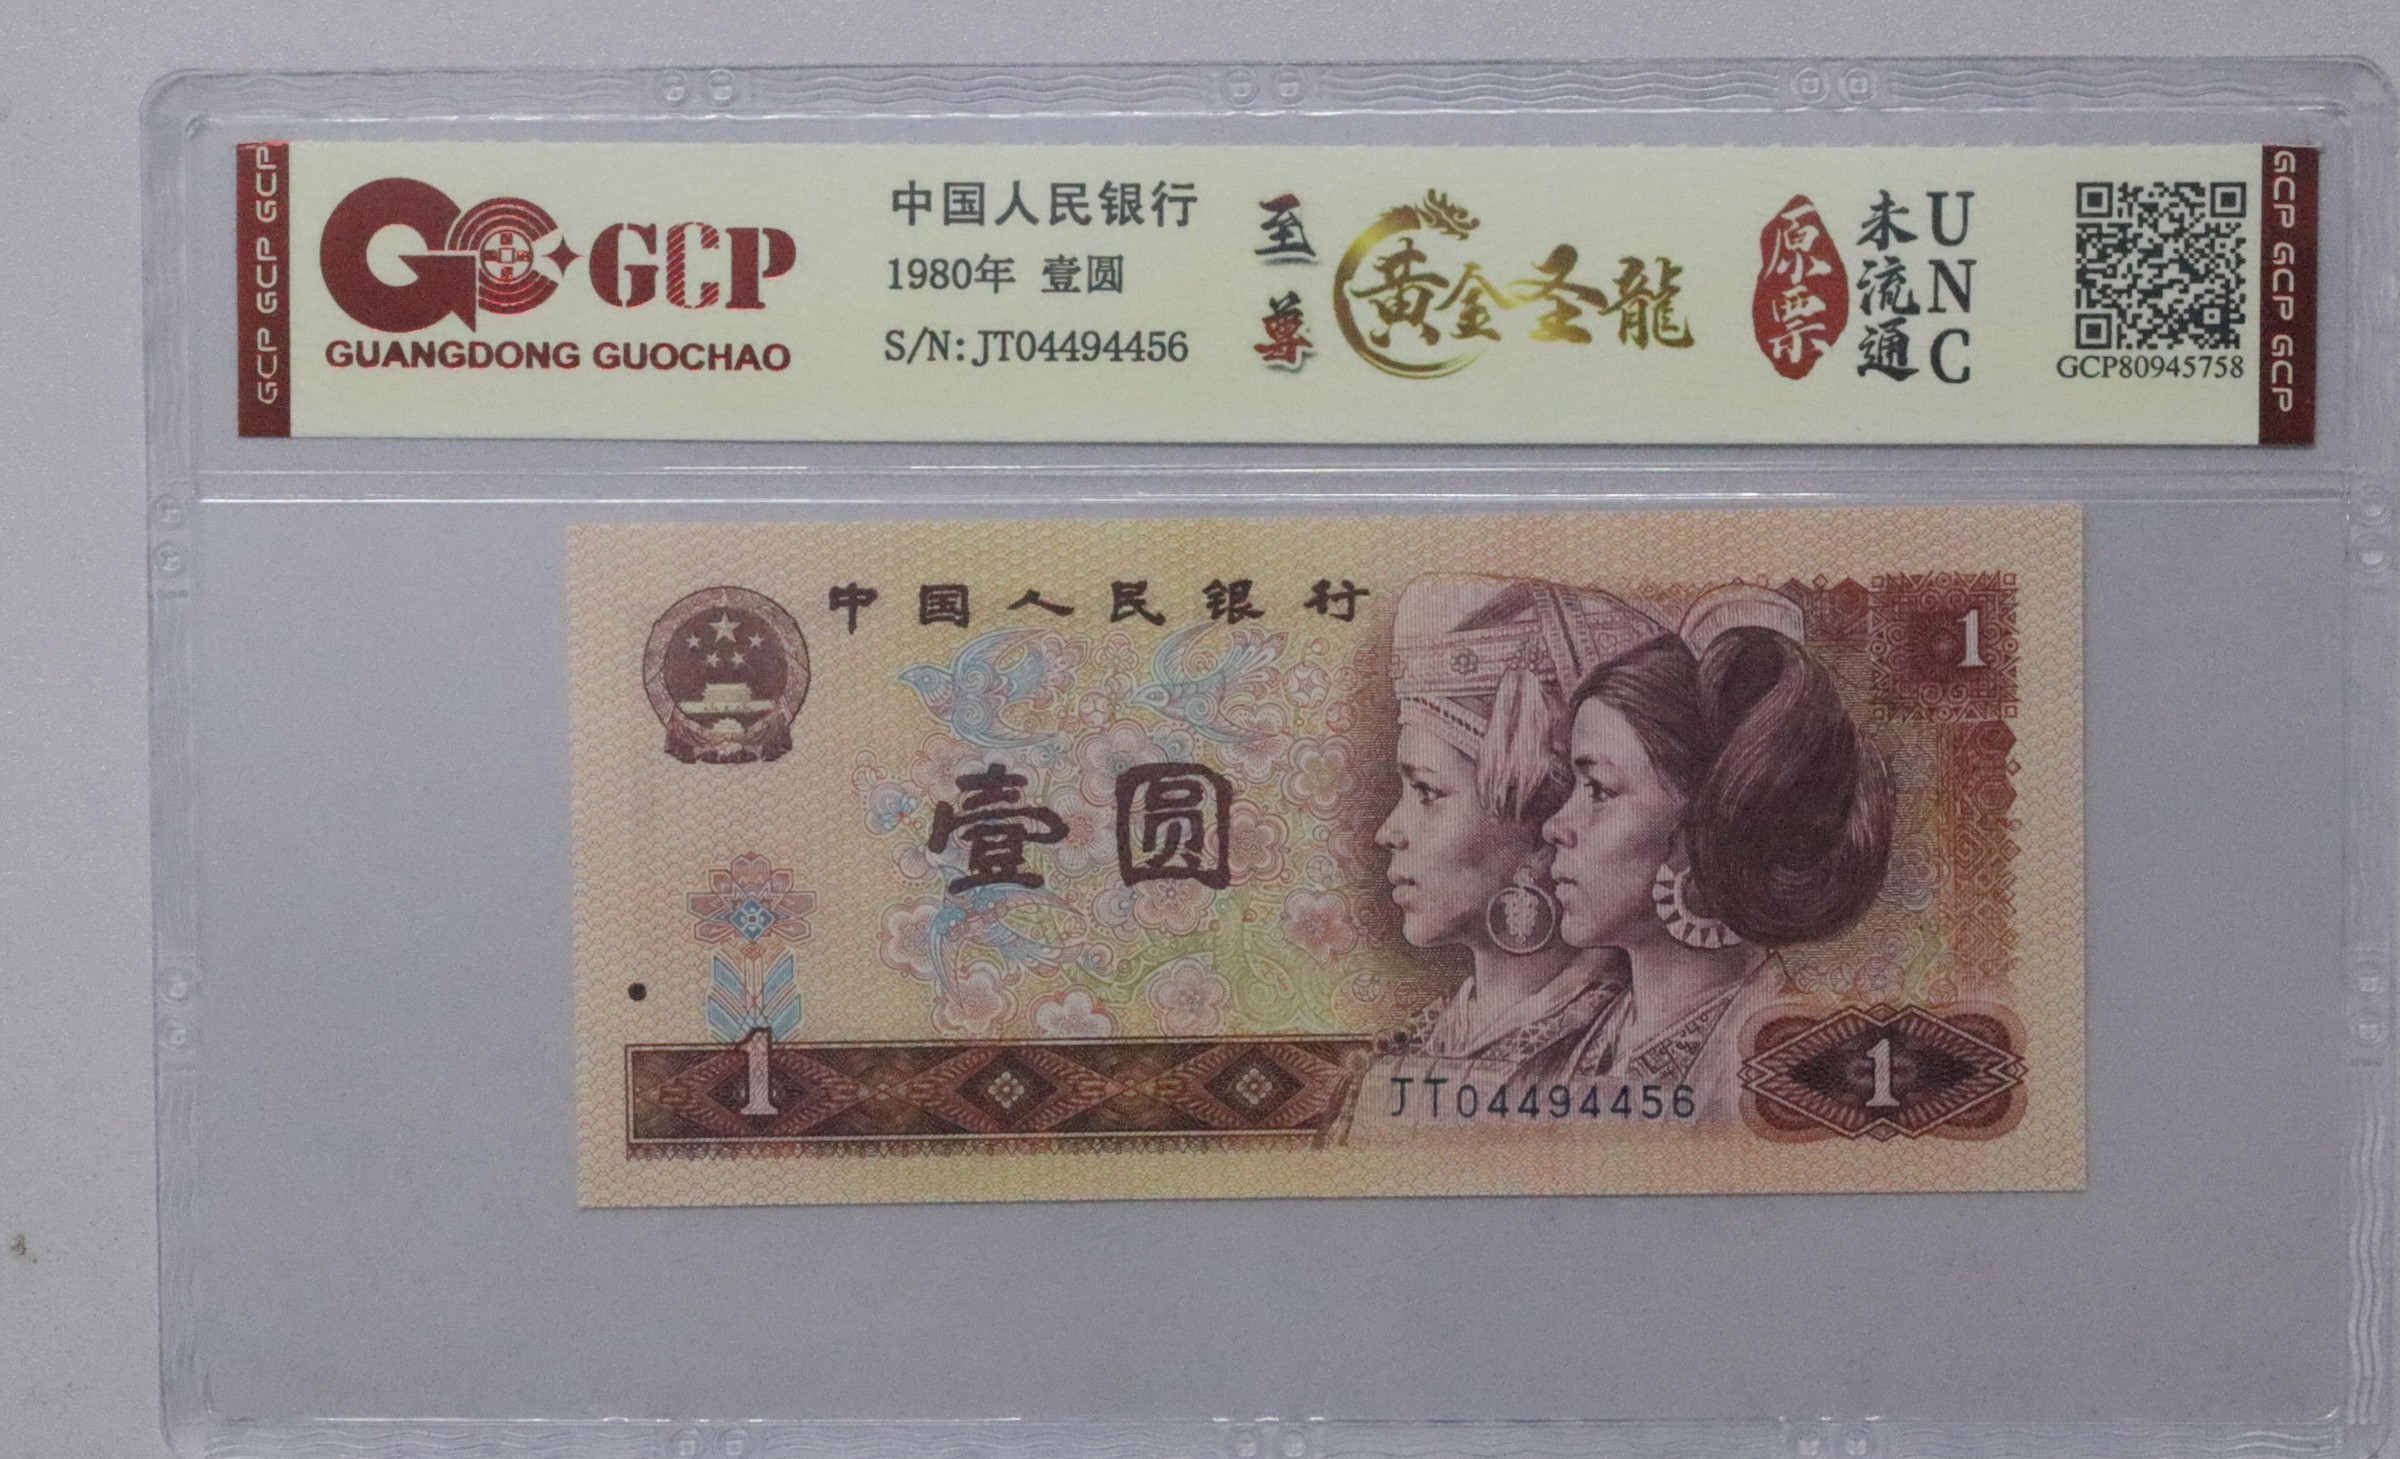 GCP GCP GCP
GCP
GUANGDONG GUOCHAO
中国人民银行
1980年 壹圆
S/N: JT04494456
至尊
黄金圣龍
原票
未流通
UNC
GCP80945758
GCP GCP GCP
中国人民银行
1
壹圆
1
JT04494456
1